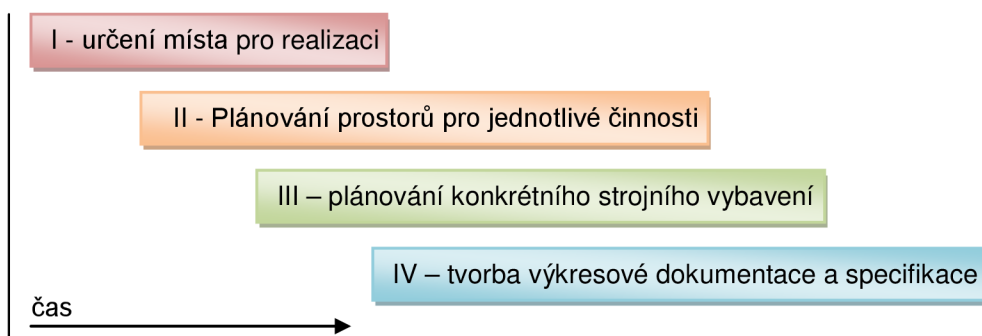 I - určení místa pro realizaci
II - Plánování prostorů pro jednotlivé činnosti
III – plánování konkrétního strojního vybavení
IV – tvorba výkresové dokumentace a specifikace
čas